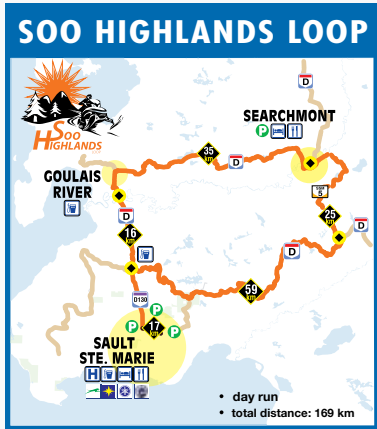 SOO HIGHLANDS LOOP
D
SEARCHMONT
P
Soo
Highlands
35
km
D
GOULAIS
RIVER
5
25
km
D
D
16
km
D
59
km
D130
P
17
km
P
P
SAULT
STE. MARIE
H
• day run
• total distance: 169 km